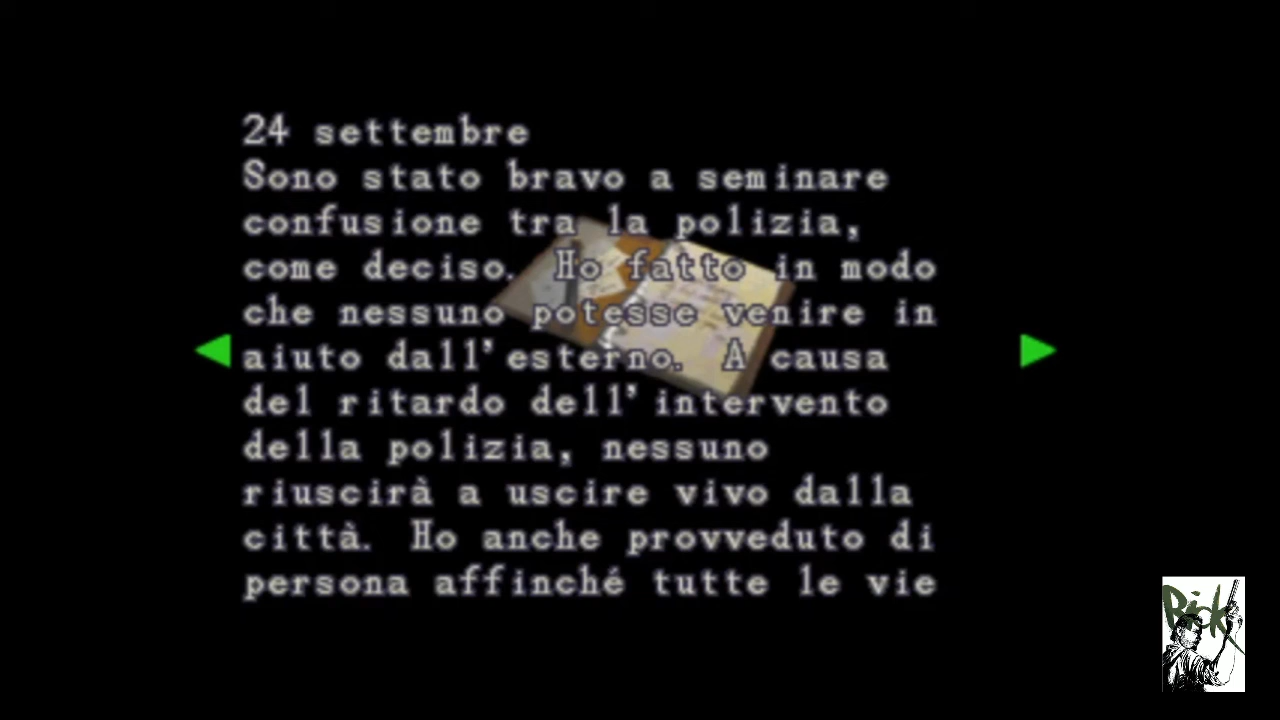 24 settembre
Sono stato bravo a seminare
confusione tra la polizia,
come deciso. Ho fatto in modo
che nessuno potesse venire in
aiuto dall'esterno. A causa
del ritardo dell'intervento
della polizia, nessuno
riuscirà a uscire vivo dalla
città. Ho anche provveduto di
persona affinché tutte le vie
Rick